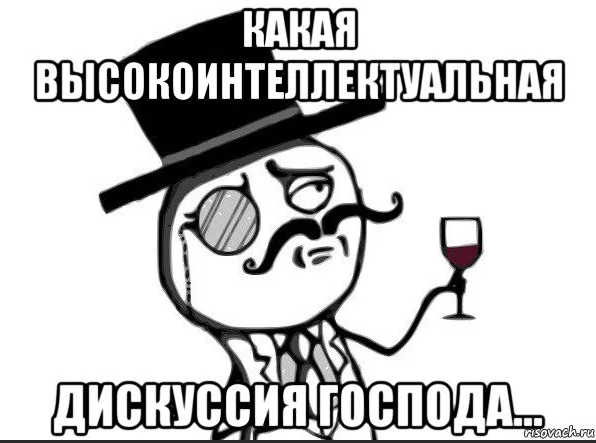 КАКАЯ
ВЫСОКОИНТЕЛЛЕКТУАЛЬНАЯ
ДИСКУССИЯ ГОСПОДА...
risovach.ru